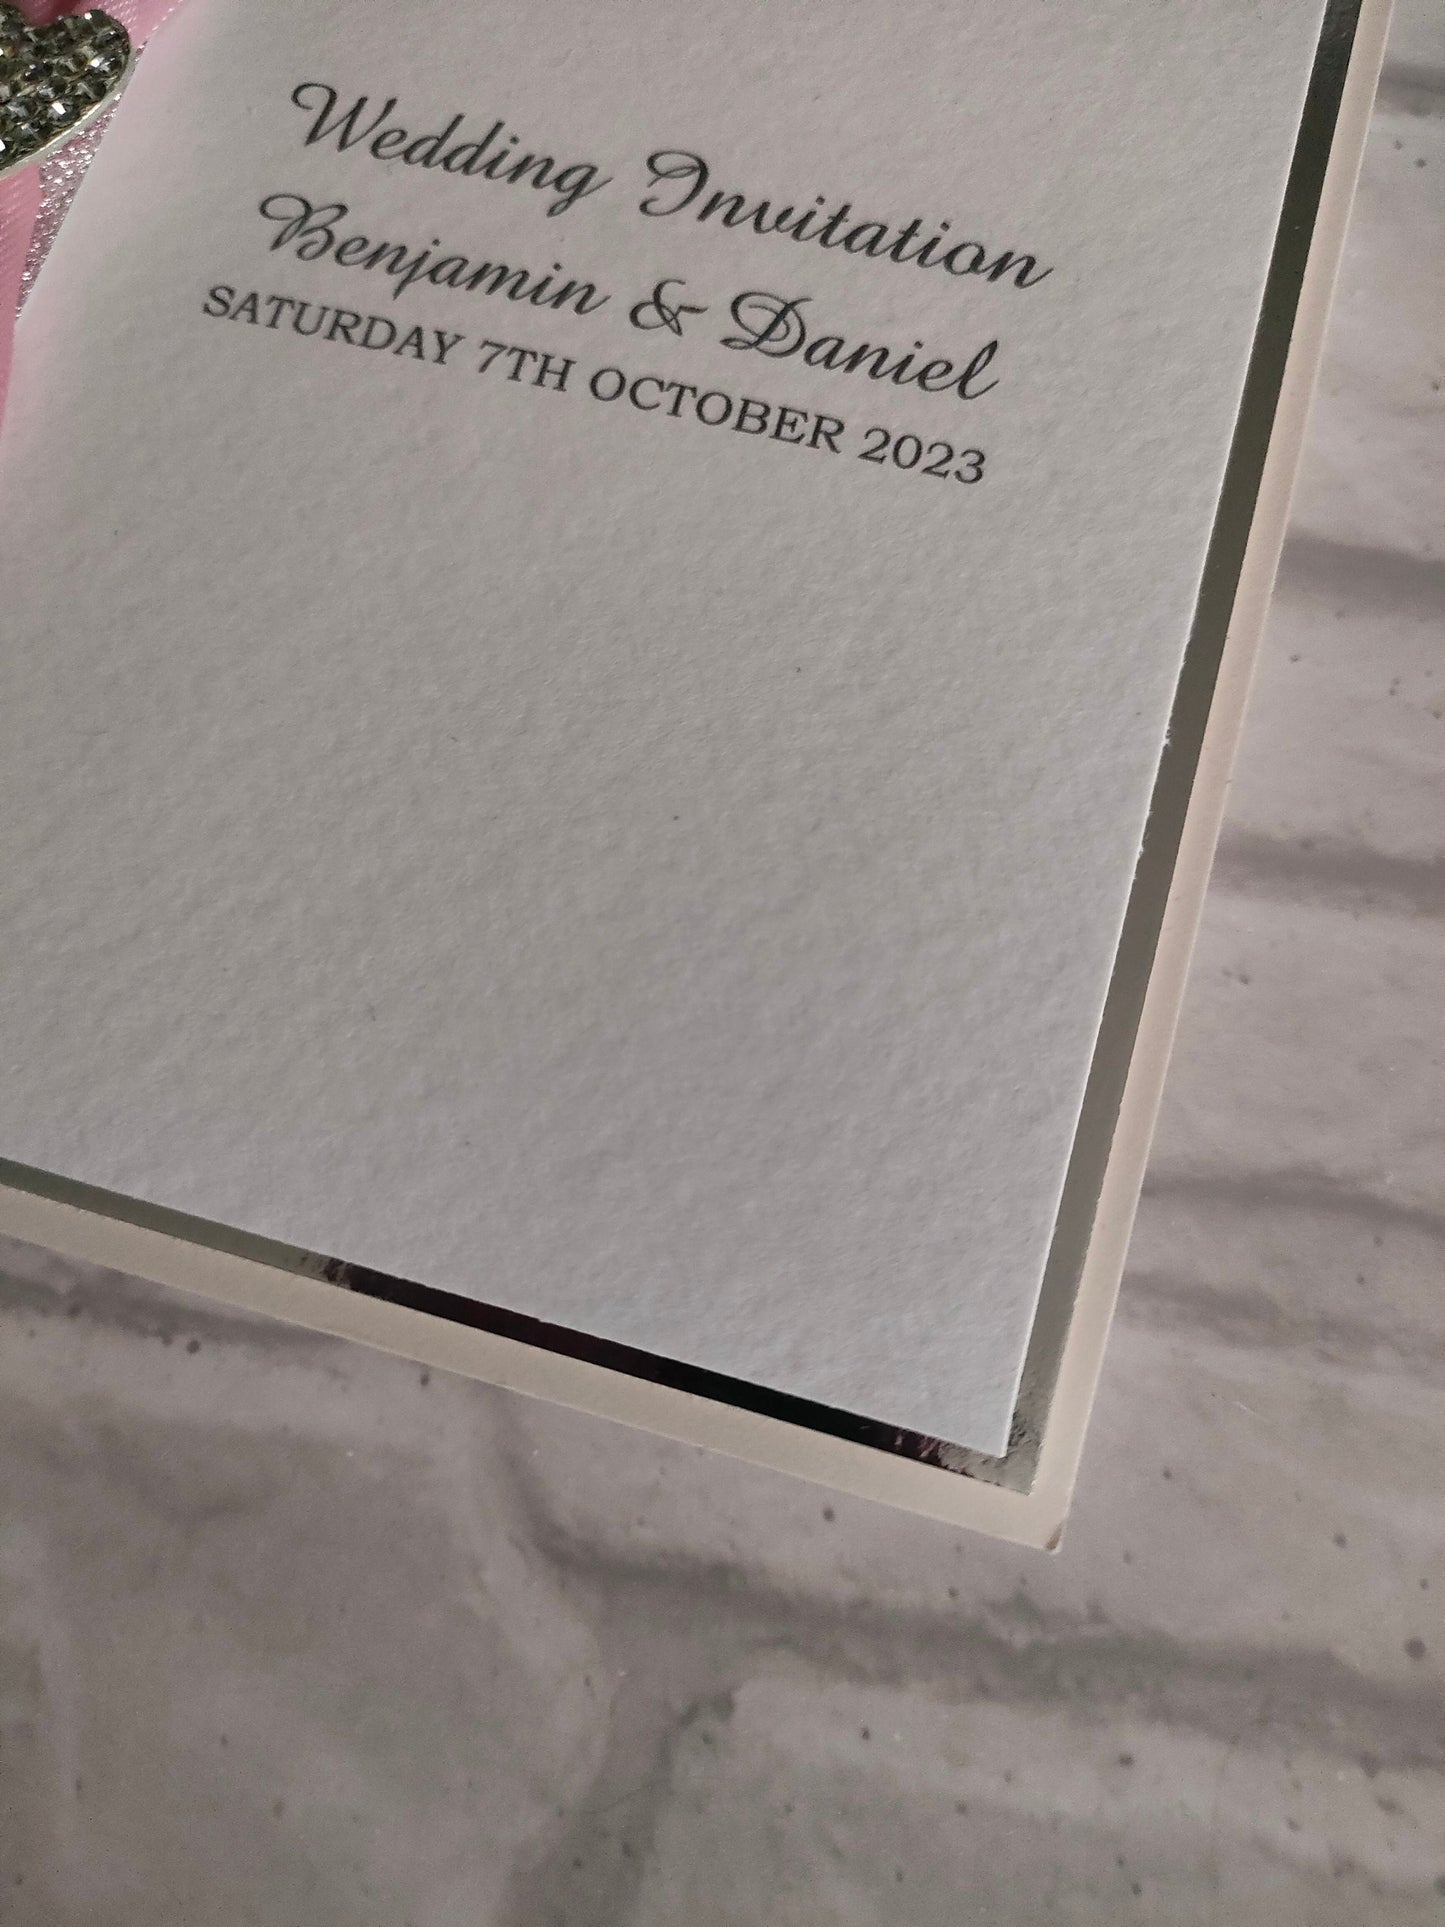 Wedding Invitation
Benjamin & Daniel
SATURDAY 7TH OCTOBER 2023